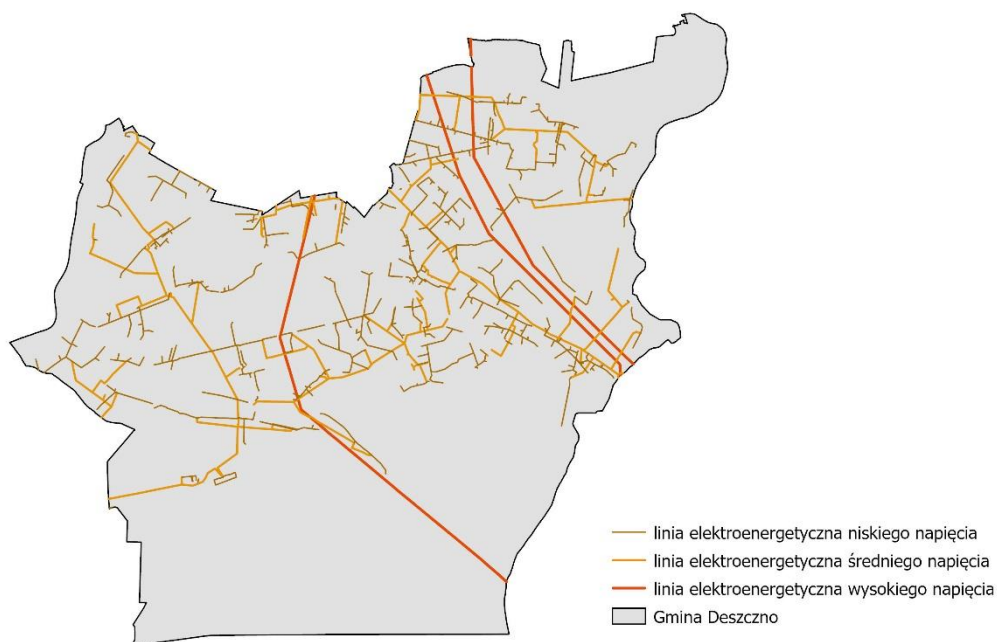 linia elektroenergetyczna niskiego napięcia
linia elektroenergetyczna średniego napięcia
linia elektroenergetyczna wysokiego napięcia
Gmina Deszczno